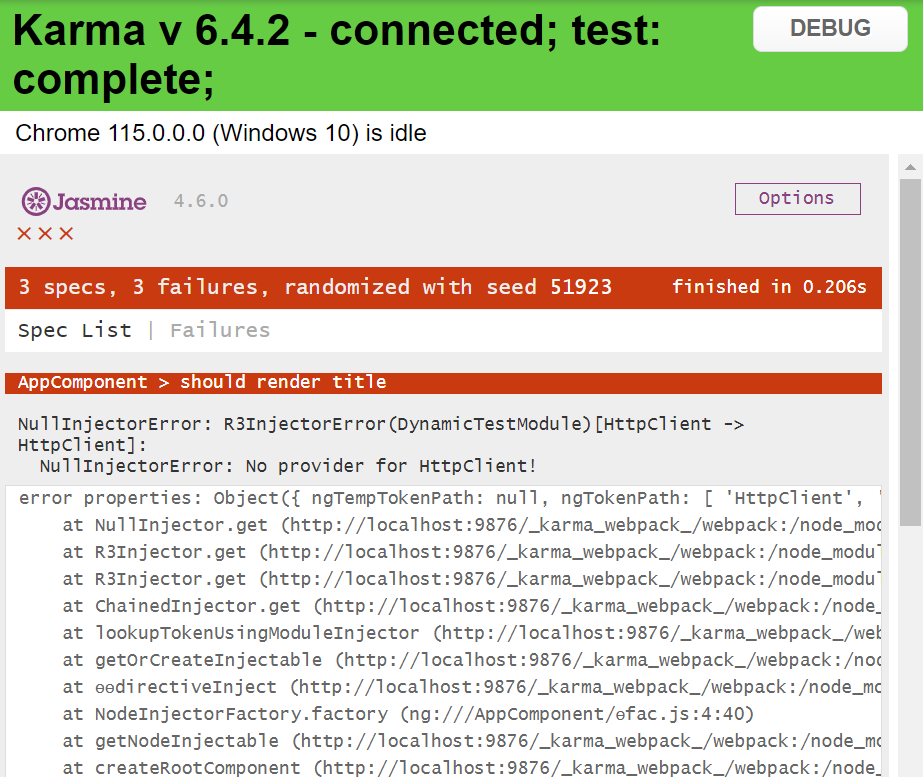 Karma v 6.4.2 - connected; test:
complete;
DEBUG
Chrome 115.0.0.0 (Windows 10) is idle
Jasmine 4.6.0
Options
×××
3 specs, 3 failures, randomized with seed 51923 finished in 0.206s
Spec List | Failures
AppComponent > should render title
NullInjectorError: R3InjectorError(DynamicTestModule)[HttpClient ->
HttpClient]:
NullInjectorError: No provider for HttpClient!
error properties: Object({ ngTempTokenPath: null, ngTokenPath: [ 'HttpClient', '
at NullInjector.get (http://localhost:9876/_karma_webpack_/webpack:/node_mod
at R3Injector.get (http://localhost:9876/_karma_webpack_/webpack:/node_modul
at R3Injector.get (http://localhost:9876/_karma_webpack_/webpack:/node_modul
at ChainedInjector.get (http://localhost:9876/_karma_webpack_/webpack:/node_
at lookupTokenUsingModuleInjector (http://localhost:9876/_karma_webpack_/web
at getOrCreateInjectable (http://localhost:9876/_karma_webpack_/webpack:/nod
at ɵɵdirectiveInject (http://localhost:9876/_karma_webpack_/webpack:/node_mo
at NodeInjectorFactory.factory (ng:///AppComponent/ɵfac.js:4:40)
at getNodeInjectable (http://localhost:9876/_karma_webpack_/webpack:/node_mo
at createRootComponent (http://localhost:9876/_karma_webpack_/webpack:/node_